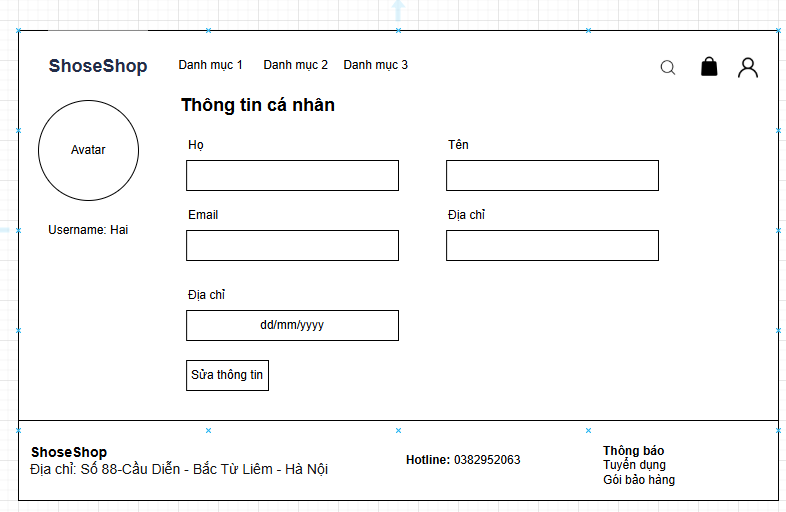 ShoseShop
Danh mục 1
Danh mục 2
Danh mục 3
Avatar
Username: Hai
Thông tin cá nhân
Họ
Tên
Email
Địa chỉ
Địa chỉ
dd/mm/yyyy
Sửa thông tin
ShoseShop
Địa chỉ: Số 88-Cầu Diễn - Bắc Từ Liêm - Hà Nội
Hotline: 0382952063
Thông báo
Tuyển dụng
Gói bảo hàng